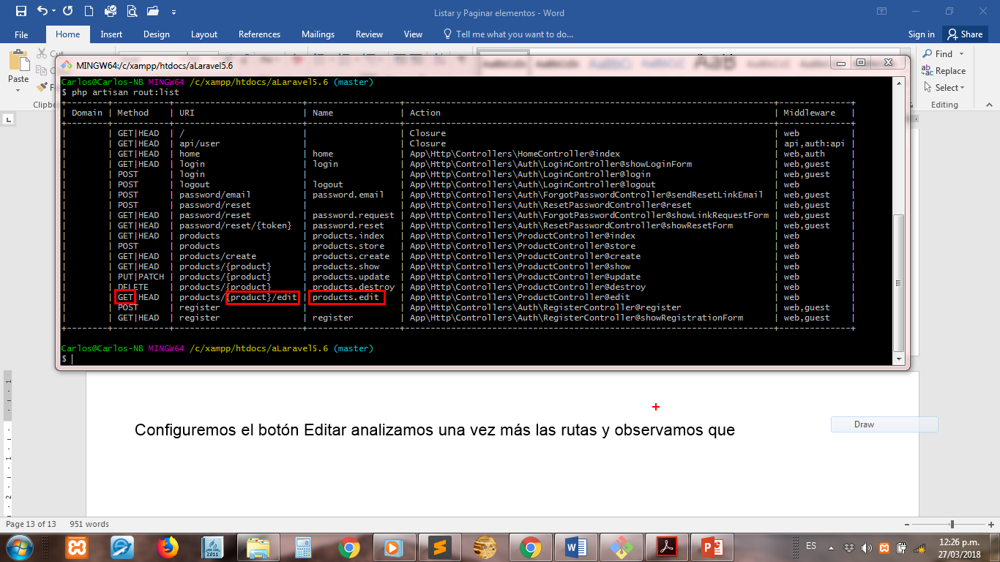 Listar y Paginar elementos - Word
File Home Insert Design Layout References Mailings Review View Tell me what you want to do... Sign in Share
Paste
Cut
Find
Replace
Select
Editing
MINGW64:/c/xampp/htdocs/aLaravel5.6
Carlos@Carlos-NB MINGW64 /c/xampp/htdocs/aLaravel5.6 (master)
$ php artisan rout:list
| Domain | Method | URI | Name | Action | Middleware |
| | GET|HEAD | / | | Closure | web |
| | GET|HEAD | api/user | | Closure | api,auth:api |
| | GET|HEAD | home | home | App\Http\Controllers\HomeController@index | web,auth |
| | GET|HEAD | login | login | App\Http\Controllers\Auth\LoginController@showLoginForm | web,guest |
| | POST | login | | App\Http\Controllers\Auth\LoginController@login | web,guest |
| | POST | logout | logout | App\Http\Controllers\Auth\LoginController@logout | web |
| | POST | password/email | password.email | App\Http\Controllers\Auth\ForgotPasswordController@sendResetLinkEmail | web,guest |
| | POST | password/reset | | App\Http\Controllers\Auth\ResetPasswordController@reset | web,guest |
| | GET|HEAD | password/reset | password.request | App\Http\Controllers\Auth\ForgotPasswordController@showLinkRequestForm | web,guest |
| | GET|HEAD | password/reset/{token} | password.reset | App\Http\Controllers\Auth\ResetPasswordController@showResetForm | web,guest |
| | GET|HEAD | products | products.index | App\Http\Controllers\ProductController@index | web |
| | POST | products | products.store | App\Http\Controllers\ProductController@store | web |
| | GET|HEAD | products/create | products.create | App\Http\Controllers\ProductController@create | web |
| | GET|HEAD | products/{product} | products.show | App\Http\Controllers\ProductController@show | web |
| | PUT|PATCH | products/{product} | products.update | App\Http\Controllers\ProductController@update | web |
| | DELETE | products/{product} | products.destroy | App\Http\Controllers\ProductController@destroy | web |
| | GET|HEAD | products/{product}/edit | products.edit | App\Http\Controllers\ProductController@edit | web |
| | POST | register | | App\Http\Controllers\Auth\RegisterController@register | web,guest |
| | GET|HEAD | register | register | App\Http\Controllers\Auth\RegisterController@showRegistrationForm | web,guest |
Carlos@Carlos-NB MINGW64 /c/xampp/htdocs/aLaravel5.6 (master)
$
Configuremos el botón Editar analizamos una vez más las rutas y observamos que
Draw
Page 13 of 13 951 words
2011
ES
12:26 p.m.
27/03/2018